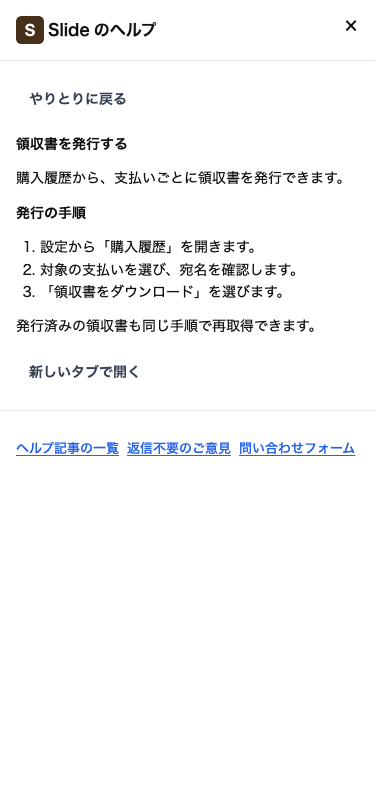 S Slide のヘルプ ×
やりとりに戻る
領収書を発行する
購入履歴から、支払いごとに領収書を発行できます。
発行の手順
1. 設定から「購入履歴」を開きます。
2. 対象の支払いを選び、宛名を確認します。
3. 「領収書をダウンロード」を選びます。
発行済みの領収書も同じ手順で再取得できます。
新しいタブで開く
ヘルプ記事の一覧 返信不要のご意見 問い合わせフォーム